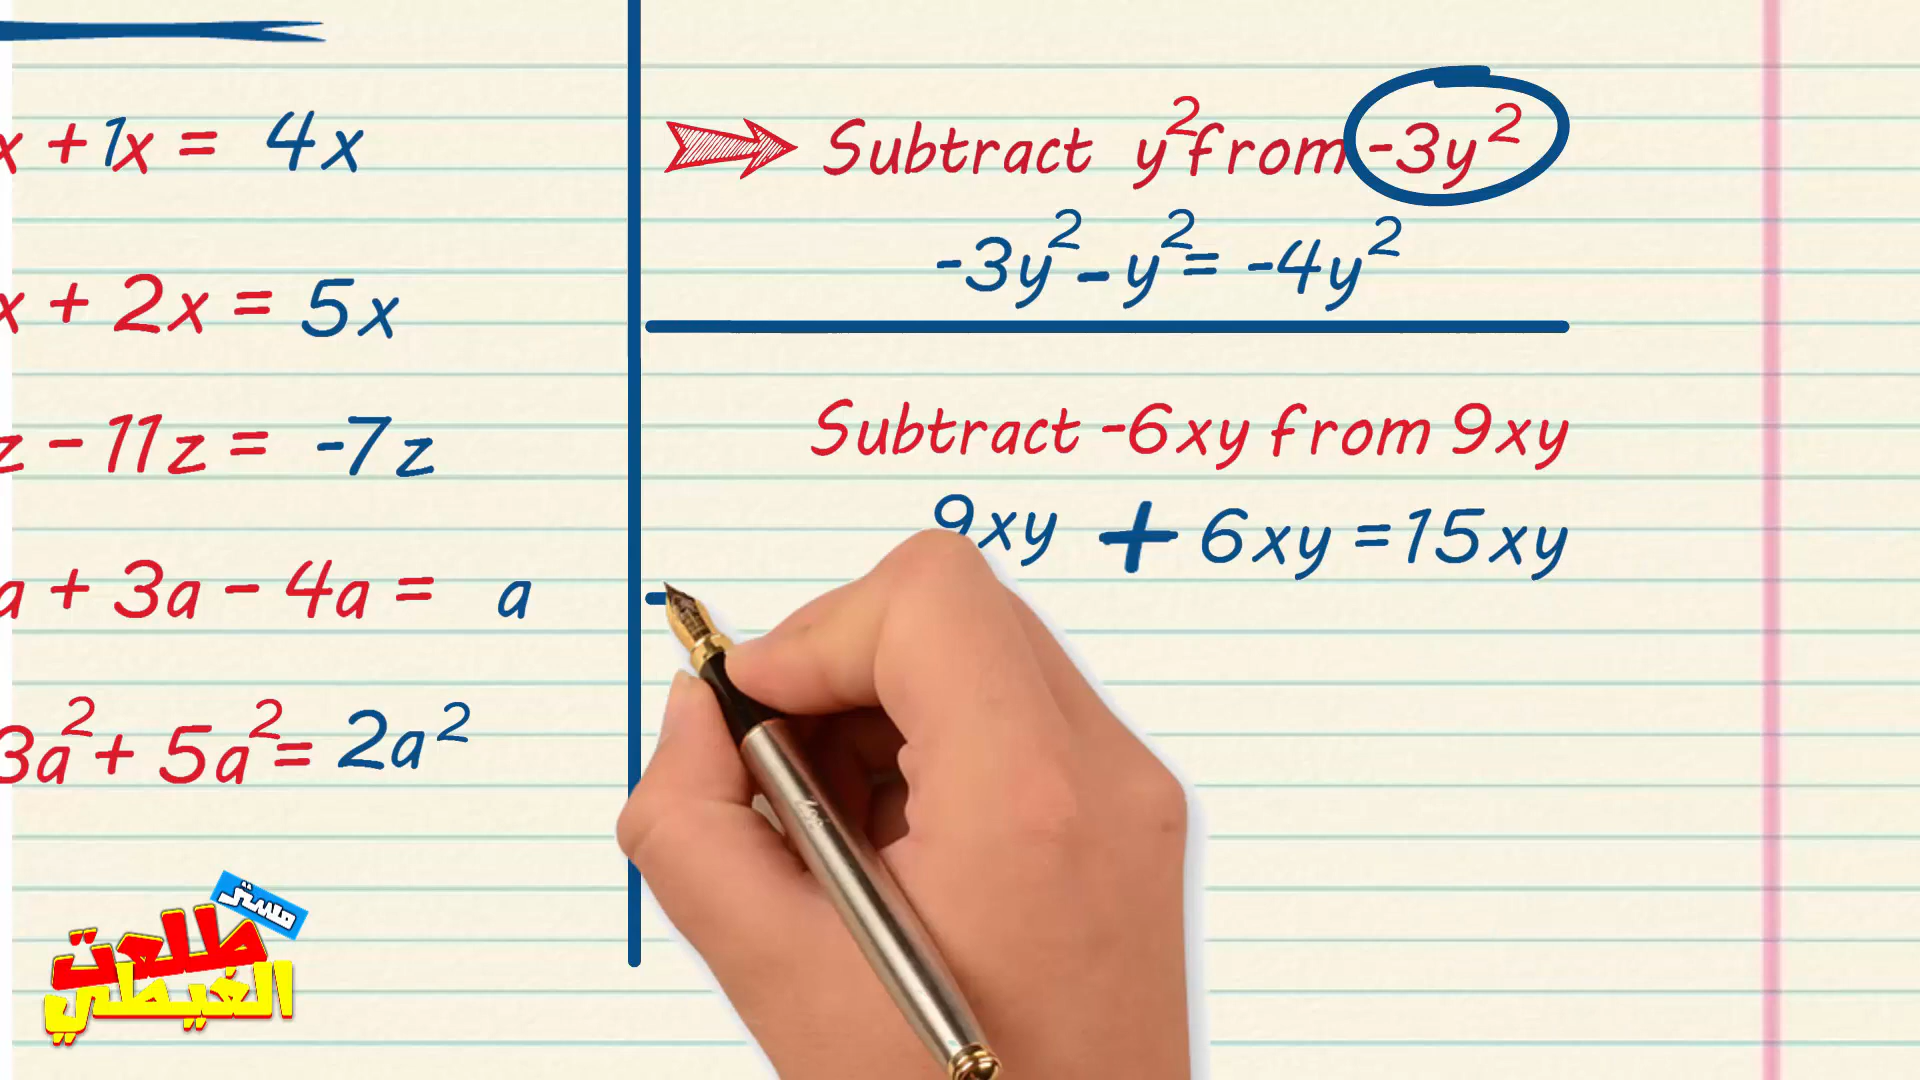 x + 1x = 4x
x + 2x = 5x
z - 11z = -7z
a + 3a - 4a = a
3a² + 5a² = 2a²
Subtract y² from -3y²
-3y² - y² = -4y²
Subtract -6xy from 9xy
9xy + 6xy = 15xy
مستر
طلعت
الغيطي